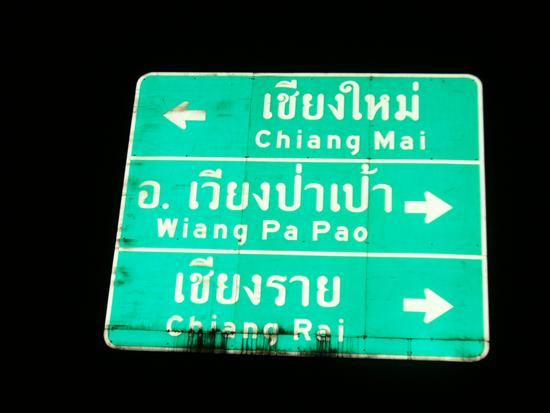 เชียงใหม่
Chiang Mai
อ. เวียงป่าเป้า
Wiang Pa Pao
เชียงราย
Chiang Rai